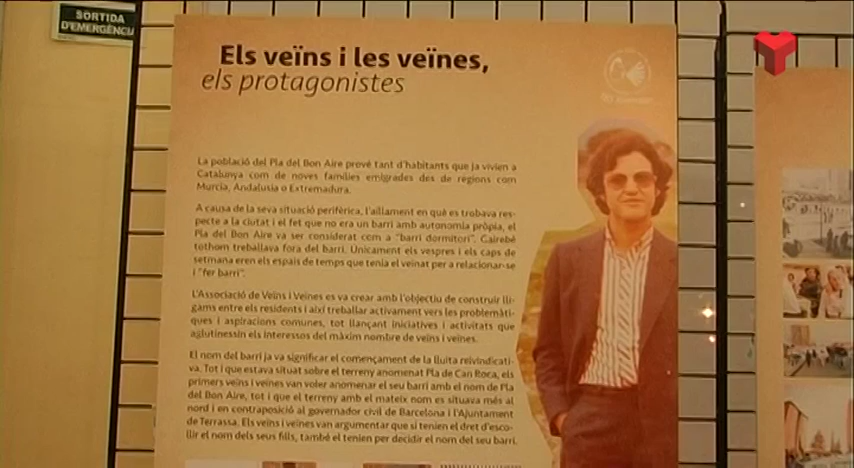 SORTIDA
D'EMERGÈNCIA
Els veïns i les veïnes,
els protagonistes
La població del Pla del Bon Aire prové tant d'habitants que ja vivien a
Catalunya com de noves famílies emigrades des de regions com
Murcia, Andalusia o Extremadura.
A causa de la seva situació perifèrica, l'aïllament en què es trobava res-
pecte a la ciutat i el fet que no era un barri amb autonomia pròpia, el
Pla del Bon Aire va ser considerat com a "barri dormitori". Gairebé
tothom treballava fora del barri. Unicament els vespres i els caps de
setmana eren els espais de temps que tenia el veïnat per a relacionar-se
i "fer barri".
L'Associació de Veïns i Veïnes es va crear amb l'objectiu de construir lli-
gams entre els residents i així treballar activament vers les problemàti-
ques i aspiracions comunes, tot llançant iniciatives i activitats que
aglutinessin els interessos del màxim nombre de veïns i veïnes.
El nom del barri ja va significar el començament de la lluita reivindicati-
va. Tot i que estava situat sobre el terreny anomenat Pla de Can Roca, els
primers veïns i veïnes van voler anomenar el seu barri amb el nom de Pla
del Bon Aire, tot i que el terreny amb el mateix nom es situava més al
nord i en contraposició al governador civil de Barcelona i l'Ajuntament
de Terrassa. Els veïns i veïnes van argumentar que si tenien el dret d'esco-
llir el nom dels seus fills, també el tenien per decidir el nom del seu barri.